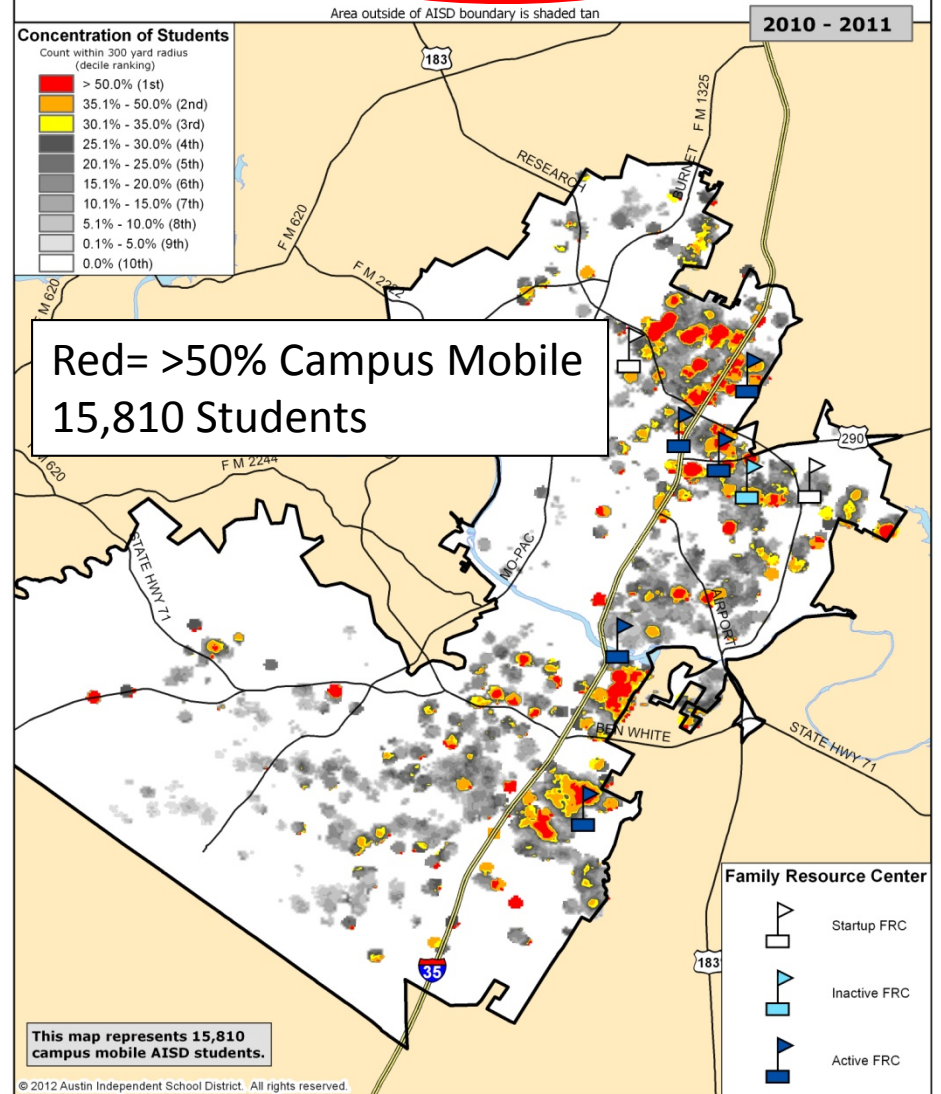 Area outside of AISD boundary is shaded tan
2010 - 2011
Concentration of Students
Count within 300 yard radius
(decile ranking)
> 50.0% (1st)
35.1% - 50.0% (2nd)
30.1% - 35.0% (3rd)
25.1% - 30.0% (4th)
20.1% - 25.0% (5th)
15.1% - 20.0% (6th)
10.1% - 15.0% (7th)
5.1% - 10.0% (8th)
0.1% - 5.0% (9th)
0.0% (10th)
183
F M 1325
RESEARCH
BURNET
F M 620
F M 2222
F M 620
Red= >50% Campus Mobile
15,810 Students
290
F M 620
F M 2244
STATE HWY 71
MO-PAC
AIRPORT
BEN WHITE
STATE HWY 71
35
183
Family Resource Center
Startup FRC
Inactive FRC
Active FRC
This map represents 15,810
campus mobile AISD students.
© 2012 Austin Independent School District. All rights reserved.